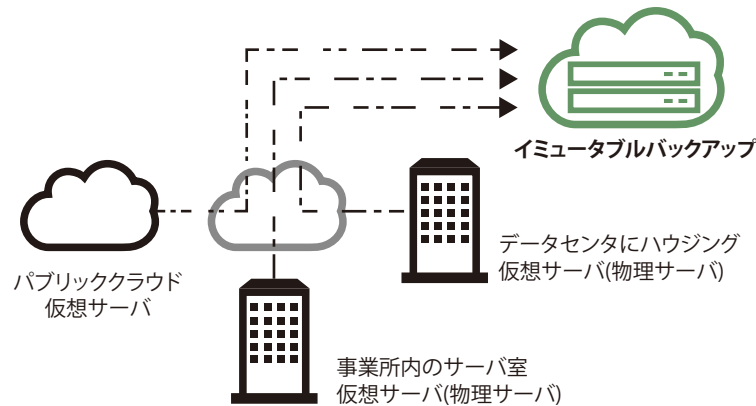 イミュータブルバックアップ
データセンタにハウジング
仮想サーバ(物理サーバ)
パブリッククラウド
仮想サーバ
事業所内のサーバ室
仮想サーバ(物理サーバ)